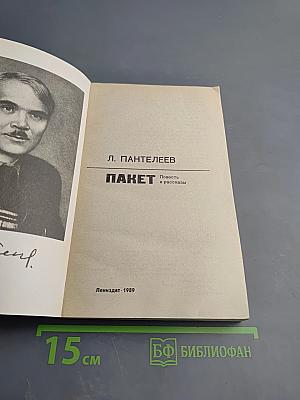 Л. ПАНТЕЛЕЕВ
ПАКЕТ
Повесть
и рассказы
Лениздат·1989
15 см
БФ БИБЛИОФАН